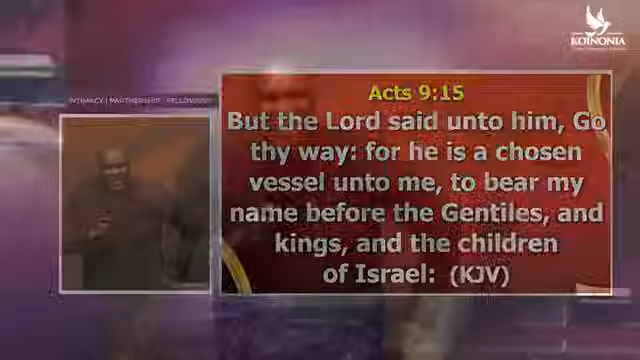 KOINONIA
INTIMACY | PARTNERSHIP | FELLOWSHIP
Acts 9:15
But the Lord said unto him, Go
thy way: for he is a chosen
vessel unto me, to bear my
name before the Gentiles, and
kings, and the children
of Israel: (KJV)